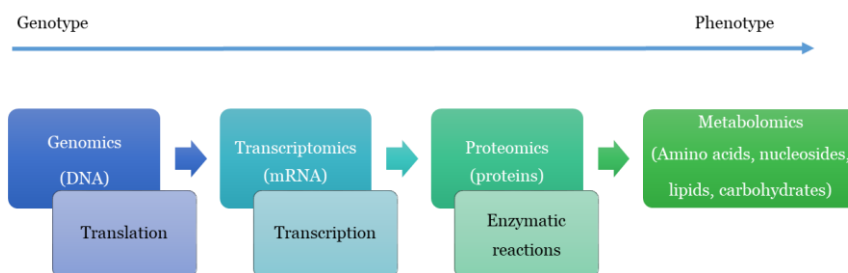 Genotype
Phenotype
Genomics
(DNA)
Translation
Transcriptomics
(mRNA)
Transcription
Proteomics
(proteins)
Enzymatic
reactions
Metabolomics
(Amino acids, nucleosides,
lipids, carbohydrates)